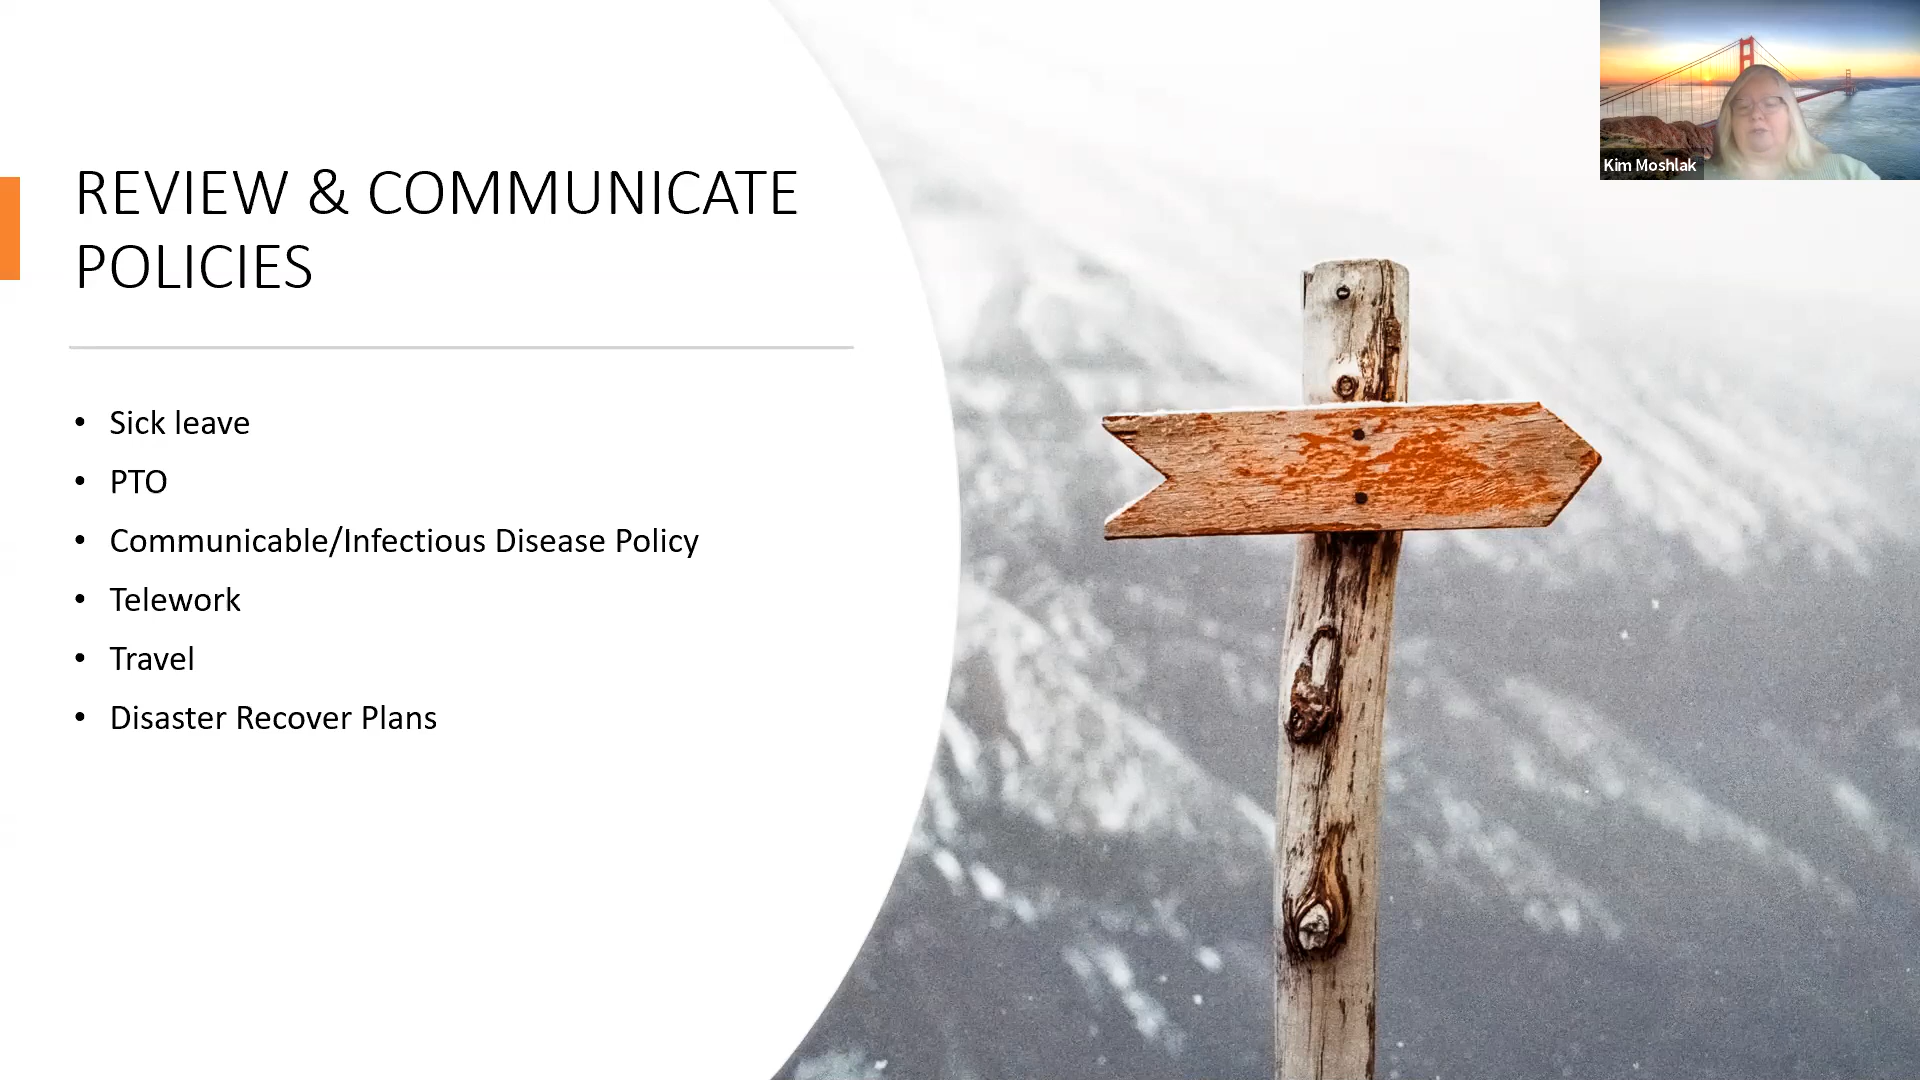 REVIEW & COMMUNICATE
POLICIES
• Sick leave
• PTO
• Communicable/Infectious Disease Policy
• Telework
• Travel
• Disaster Recover Plans
Kim Moshlak